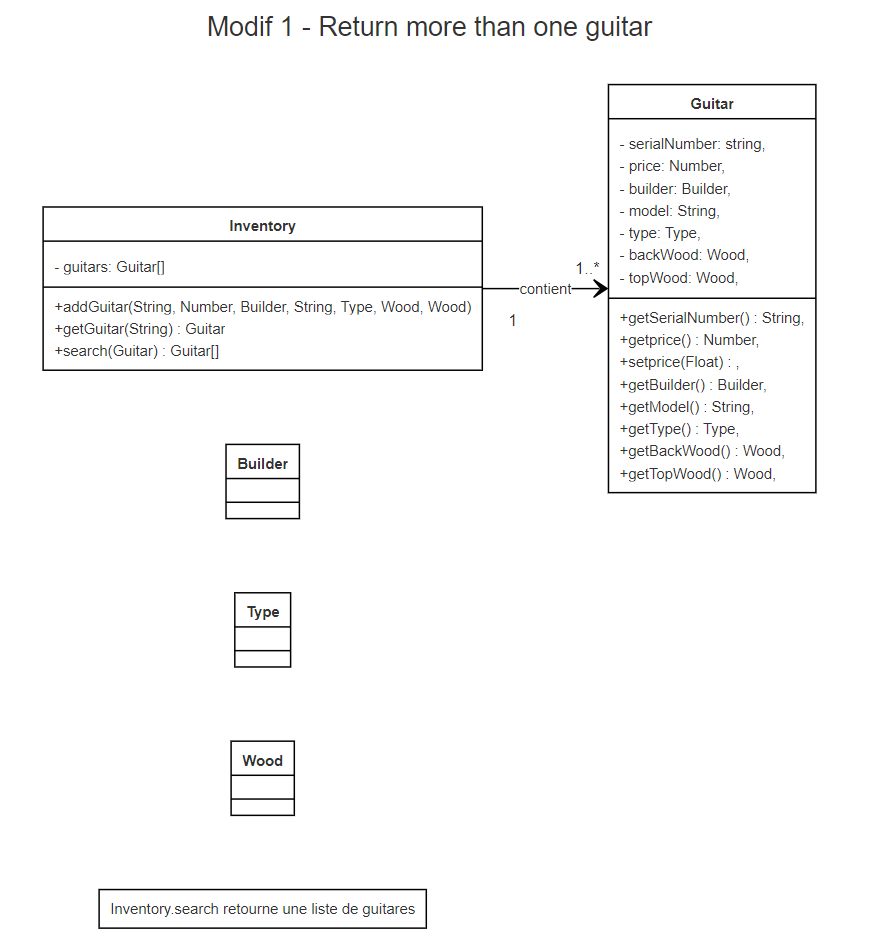 Modif 1 - Return more than one guitar
Guitar
- serialNumber: string,
- price: Number,
- builder: Builder,
- model: String,
- type: Type,
- backWood: Wood,
- topWood: Wood,
+getSerialNumber() : String,
+getprice() : Number,
+setprice(Float) : ,
+getBuilder() : Builder,
+getModel() : String,
+getType() : Type,
+getBackWood() : Wood,
+getTopWood() : Wood,
Inventory
- guitars: Guitar[]
+addGuitar(String, Number, Builder, String, Type, Wood, Wood)
+getGuitar(String) : Guitar
+search(Guitar) : Guitar[]
1..*
contient
1
Builder
Type
Wood
Inventory.search retourne une liste de guitares